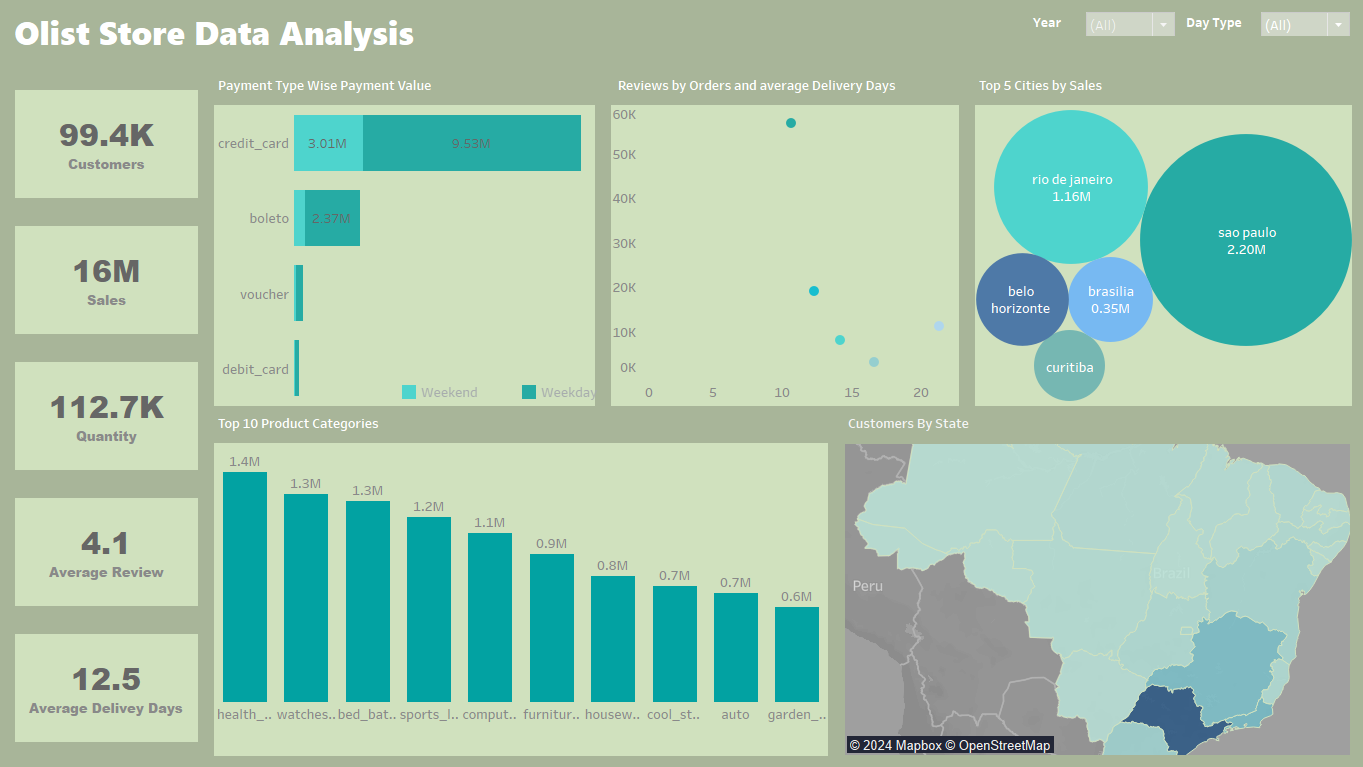 Olist Store Data Analysis
Year
(All)
Day Type
(All)
99.4K
Customers
16M
Sales
112.7K
Quantity
4.1
Average Review
12.5
Average Delivey Days
Payment Type Wise Payment Value
credit_card
3.01M
9.53M
boleto
2.37M
voucher
debit_card
Weekend
Weekday
Reviews by Orders and average Delivery Days
60K
50K
40K
30K
20K
10K
0K
0
5
10
15
20
Top 5 Cities by Sales
rio de janeiro
1.16M
sao paulo
2.20M
belo
horizonte
brasilia
0.35M
curitiba
Top 10 Product Categories
1.4M
1.3M
1.3M
1.2M
1.1M
0.9M
0.8M
0.7M
0.7M
0.6M
health_..
watches..
bed_bat..
sports_l..
comput..
furnitur..
housew..
cool_st..
auto
garden_..
Customers By State
Brazil
Peru
© 2024 Mapbox © OpenStreetMap